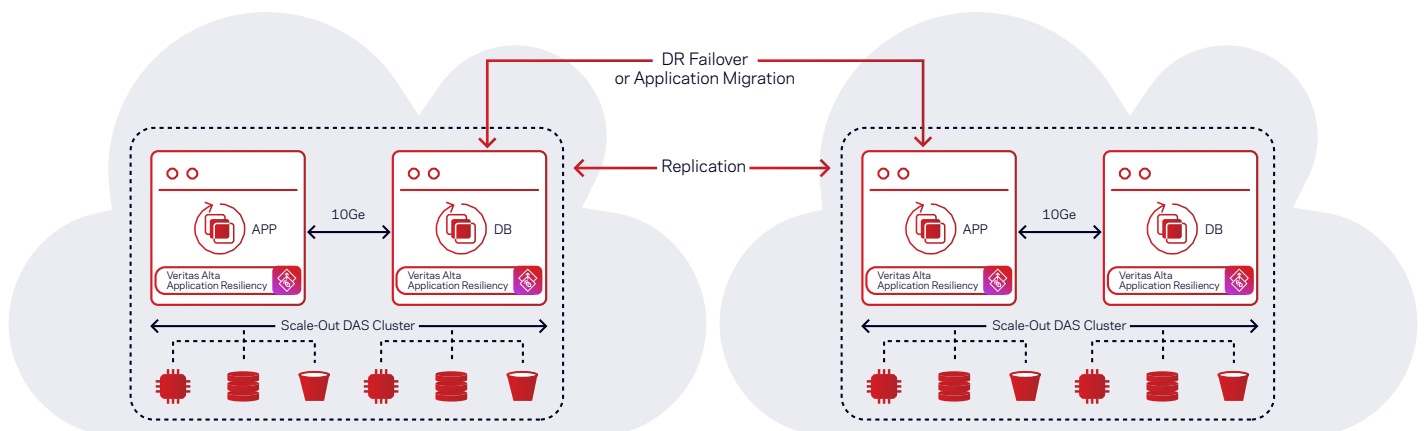 DR Failover
or Application Migration
Replication
10Ge
APP
DB
Veritas Alta
Application Resiliency
Veritas Alta
Application Resiliency
Scale-Out DAS Cluster
10Ge
APP
DB
Veritas Alta
Application Resiliency
Veritas Alta
Application Resiliency
Scale-Out DAS Cluster